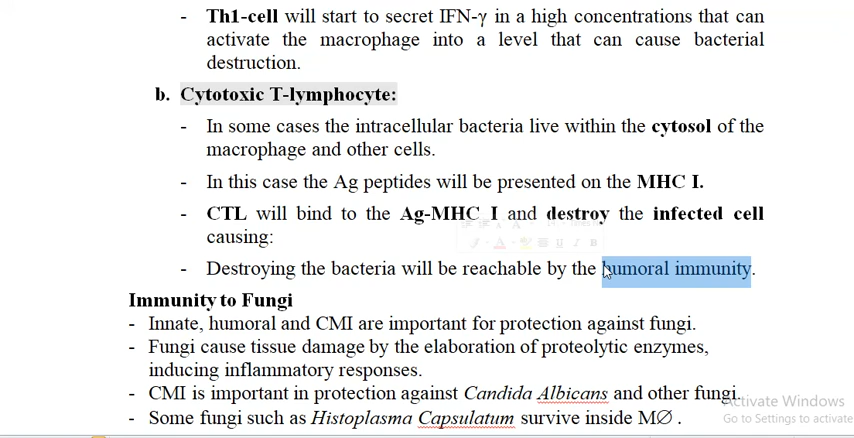 - Th1-cell will start to secret IFN-γ in a high concentrations that can
activate the macrophage into a level that can cause bacterial
destruction.
b. Cytotoxic T-lymphocyte:
- In some cases the intracellular bacteria live within the cytosol of the
macrophage and other cells.
- In this case the Ag peptides will be presented on the MHC I.
- CTL will bind to the Ag-MHC I and destroy the infected cell
causing:
- Destroying the bacteria will be reachable by the humoral immunity.
Immunity to Fungi
- Innate, humoral and CMI are important for protection against fungi.
- Fungi cause tissue damage by the elaboration of proteolytic enzymes,
inducing inflammatory responses.
- CMI is important in protection against Candida Albicans and other fungi.
- Some fungi such as Histoplasma Capsulatum survive inside MØ .
Activate Windows
Go to Settings to activate